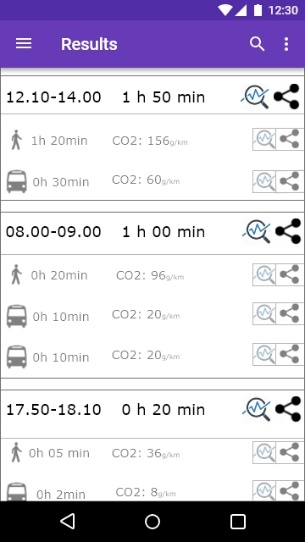 12:30
Results
12.10-14.00 1 h 50 min
1h 20min CO2: 156g/km
0h 30min CO2: 60g/km
08.00-09.00 1 h 00 min
0h 20min CO2: 96g/km
0h 10min CO2: 20g/km
0h 10min CO2: 20g/km
17.50-18.10 0 h 20 min
0h 05 min CO2: 36g/km
0h 2min CO2: 8g/km